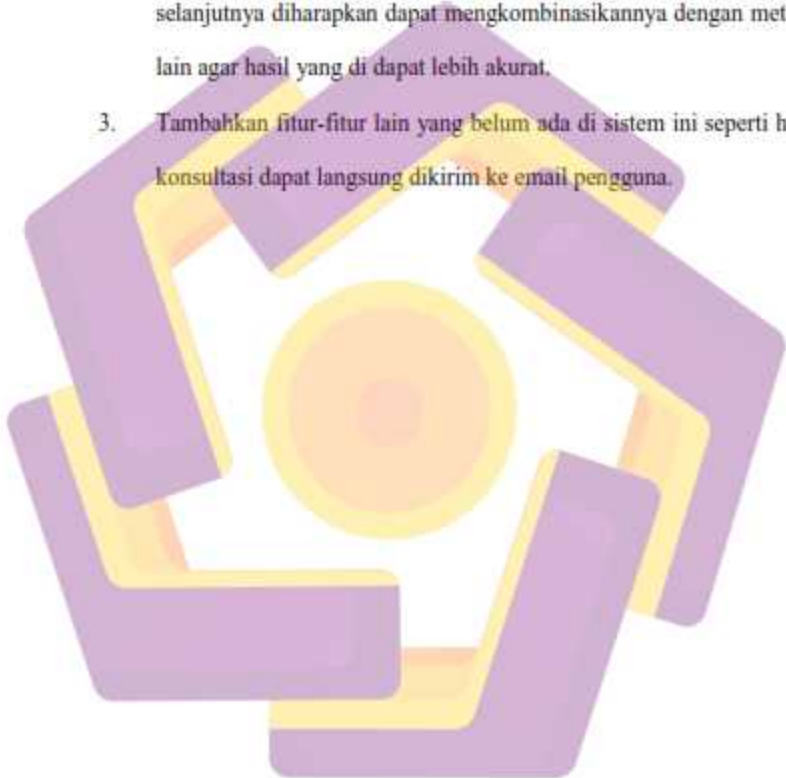 selanjutnya diharapkan dapat mengkombinasikannya dengan met
lain agar hasil yang di dapat lebih akurat.
3. Tambahkan fitur-fitur lain yang belum ada di sistem ini seperti h
konsultasi dapat langsung dikirim ke email pengguna.